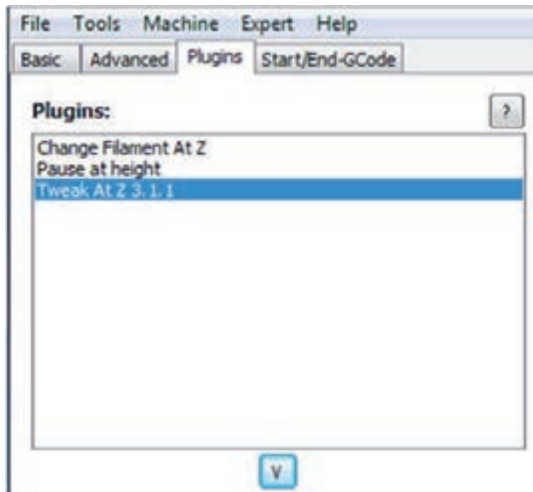 File Tools Machine Expert Help
Basic Advanced Plugins Start/End-GCode
Plugins: ?
Change Filament At Z
Pause at height
Tweak At Z 3.1.1
V